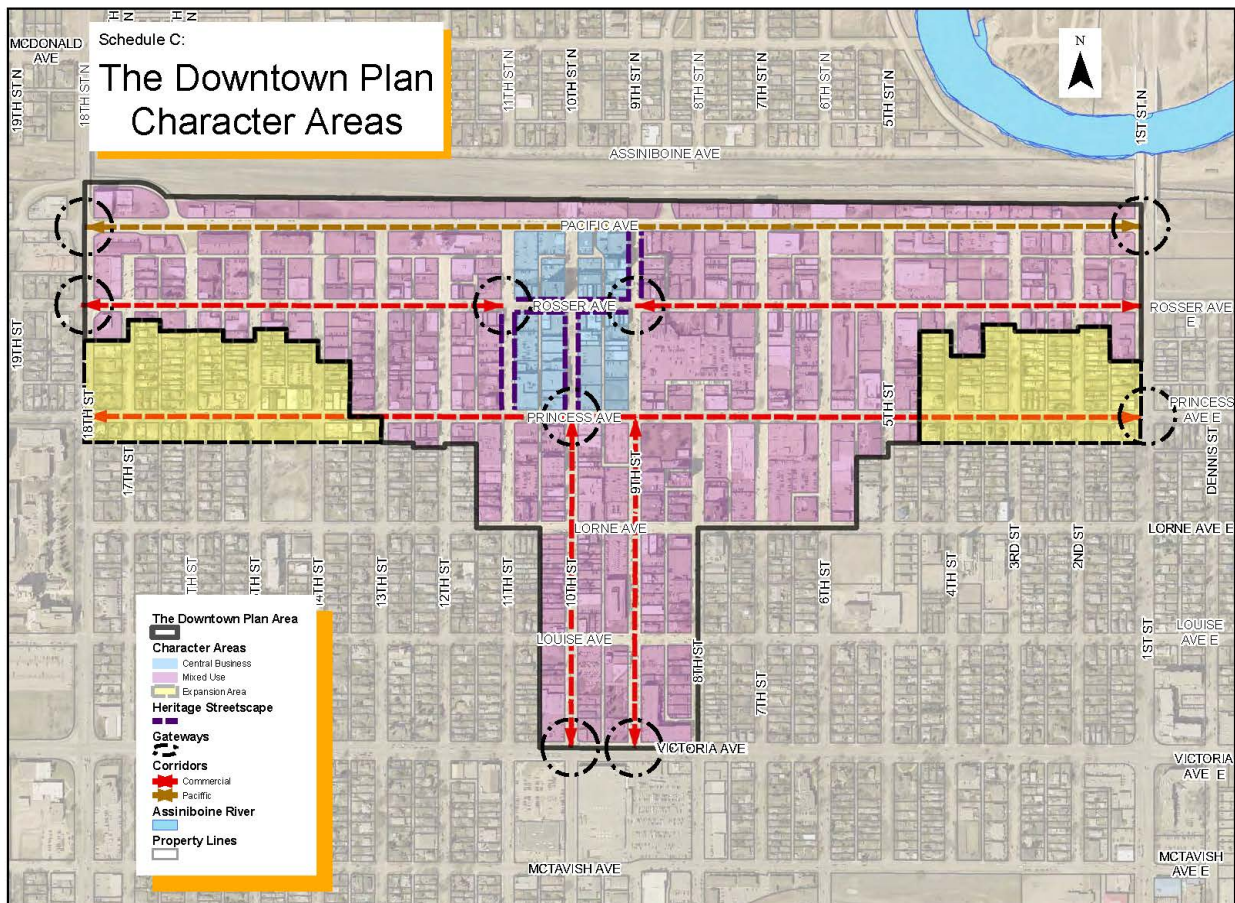 Schedule C:
The Downtown Plan
Character Areas
MCDONALD
AVE
19TH ST N
18TH ST N
11TH ST N
10TH ST N
9TH ST N
8TH ST N
7TH ST N
6TH ST N
5TH ST N
1ST ST N
N
ASSINIBOINE AVE
PACIFIC AVE
ROSSER AVE
ROSSER AVE
E
19TH ST
18TH ST
PRINCESS AVE
5TH ST
PRINCESS
AVE E
DENNIS ST
17TH ST
9TH ST
LORNE AVE
LORNE AVE E
14TH ST
13TH ST
12TH ST
11TH ST
10TH ST
6TH ST
4TH ST
3RD ST
2ND ST
LOUISE AVE
LOUISE
AVE E
1ST ST
8TH ST
7TH ST
VICTORIA AVE
VICTORIA
AVE E
MCTAVISH AVE
MCTAVISH
AVE E
The Downtown Plan Area
Character Areas
Central Business
Mixed Use
Expansion Area
Heritage Streetscape
Gateways
Corridors
Commercial
Paciffic
Assiniboine River
Property Lines